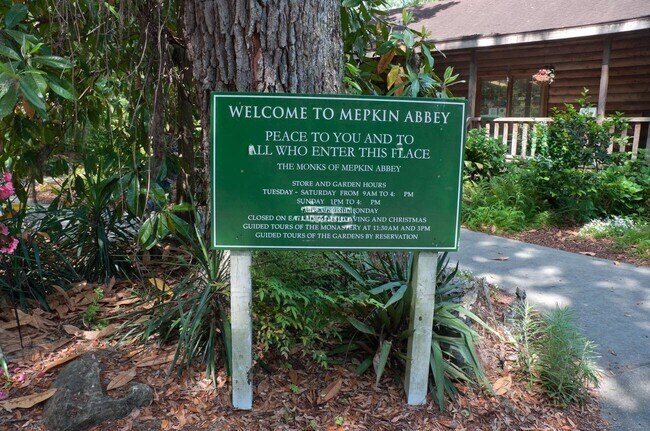 WELCOME TO MEPKIN ABBEY
PEACE TO YOU AND TO
ALL WHO ENTER THIS PLACE
THE MONKS OF MEPKIN ABBEY
STORE AND GARDEN HOURS
TUESDAY - SATURDAY FROM 9AM TO 4: PM
SUNDAY 1PM TO 4: PM
MONDAY
CLOSED ON AND CHRISTMAS
GUIDED TOURS OF THE MONASTERY AT 11:30AM AND 3PM
GUIDED TOURS OF THE GARDENS BY RESERVATION